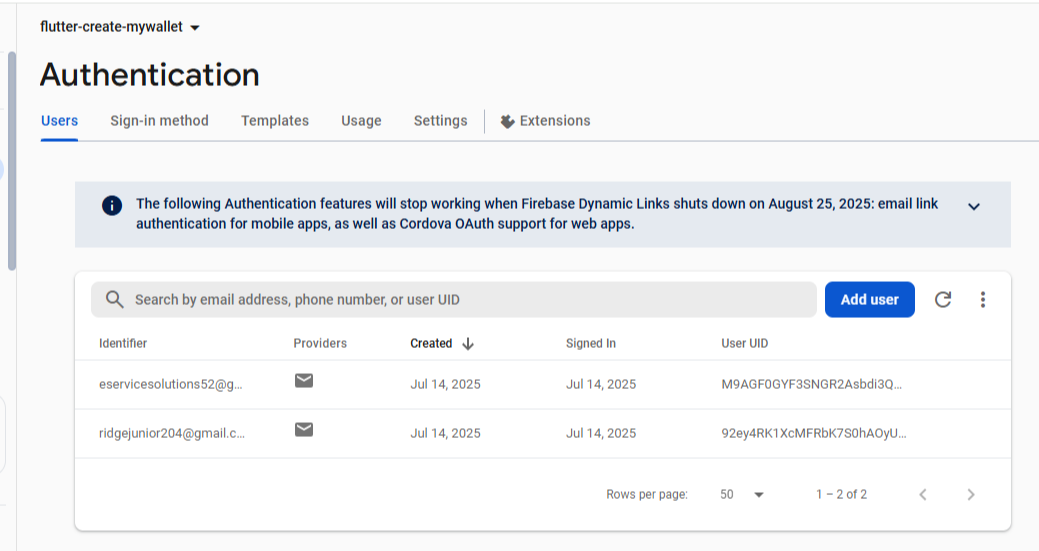 flutter-create-mywallet
Authentication
Users Sign-in method Templates Usage Settings Extensions
The following Authentication features will stop working when Firebase Dynamic Links shuts down on August 25, 2025: email link
authentication for mobile apps, as well as Cordova OAuth support for web apps.
Search by email address, phone number, or user UID Add user
Identifier Providers Created Signed In User UID
eservicesolutions52@g... Jul 14, 2025 Jul 14, 2025 M9AGF0GYF3SNGR2Asbdi3Q...
ridgejunior204@gmail.c... Jul 14, 2025 Jul 14, 2025 92ey4RK1XcMFRbK7S0hAOyU...
Rows per page: 50 1 – 2 of 2